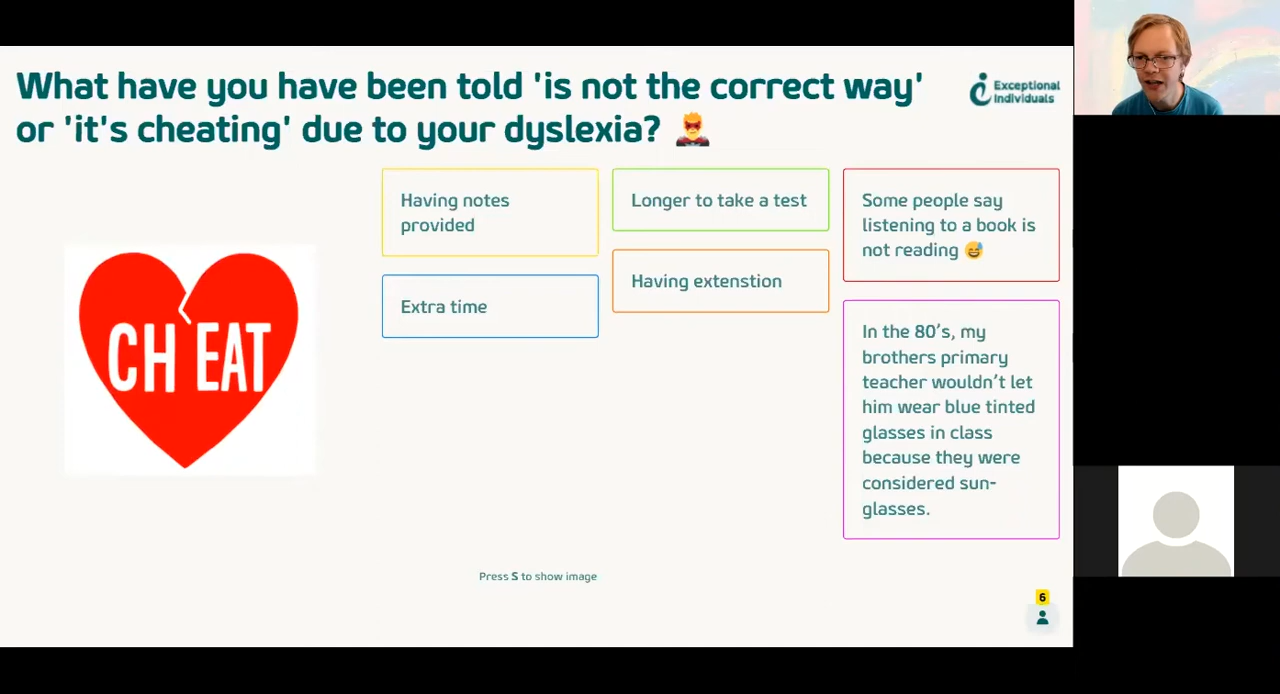 What have you have been told 'is not the correct way'
or 'it's cheating' due to your dyslexia?
Exceptional
Individuals
CH EAT
Having notes
provided
Extra time
Longer to take a test
Having extenstion
Some people say
listening to a book is
not reading
In the 80's, my
brothers primary
teacher wouldn't let
him wear blue tinted
glasses in class
because they were
considered sun-
glasses.
Press S to show image
6